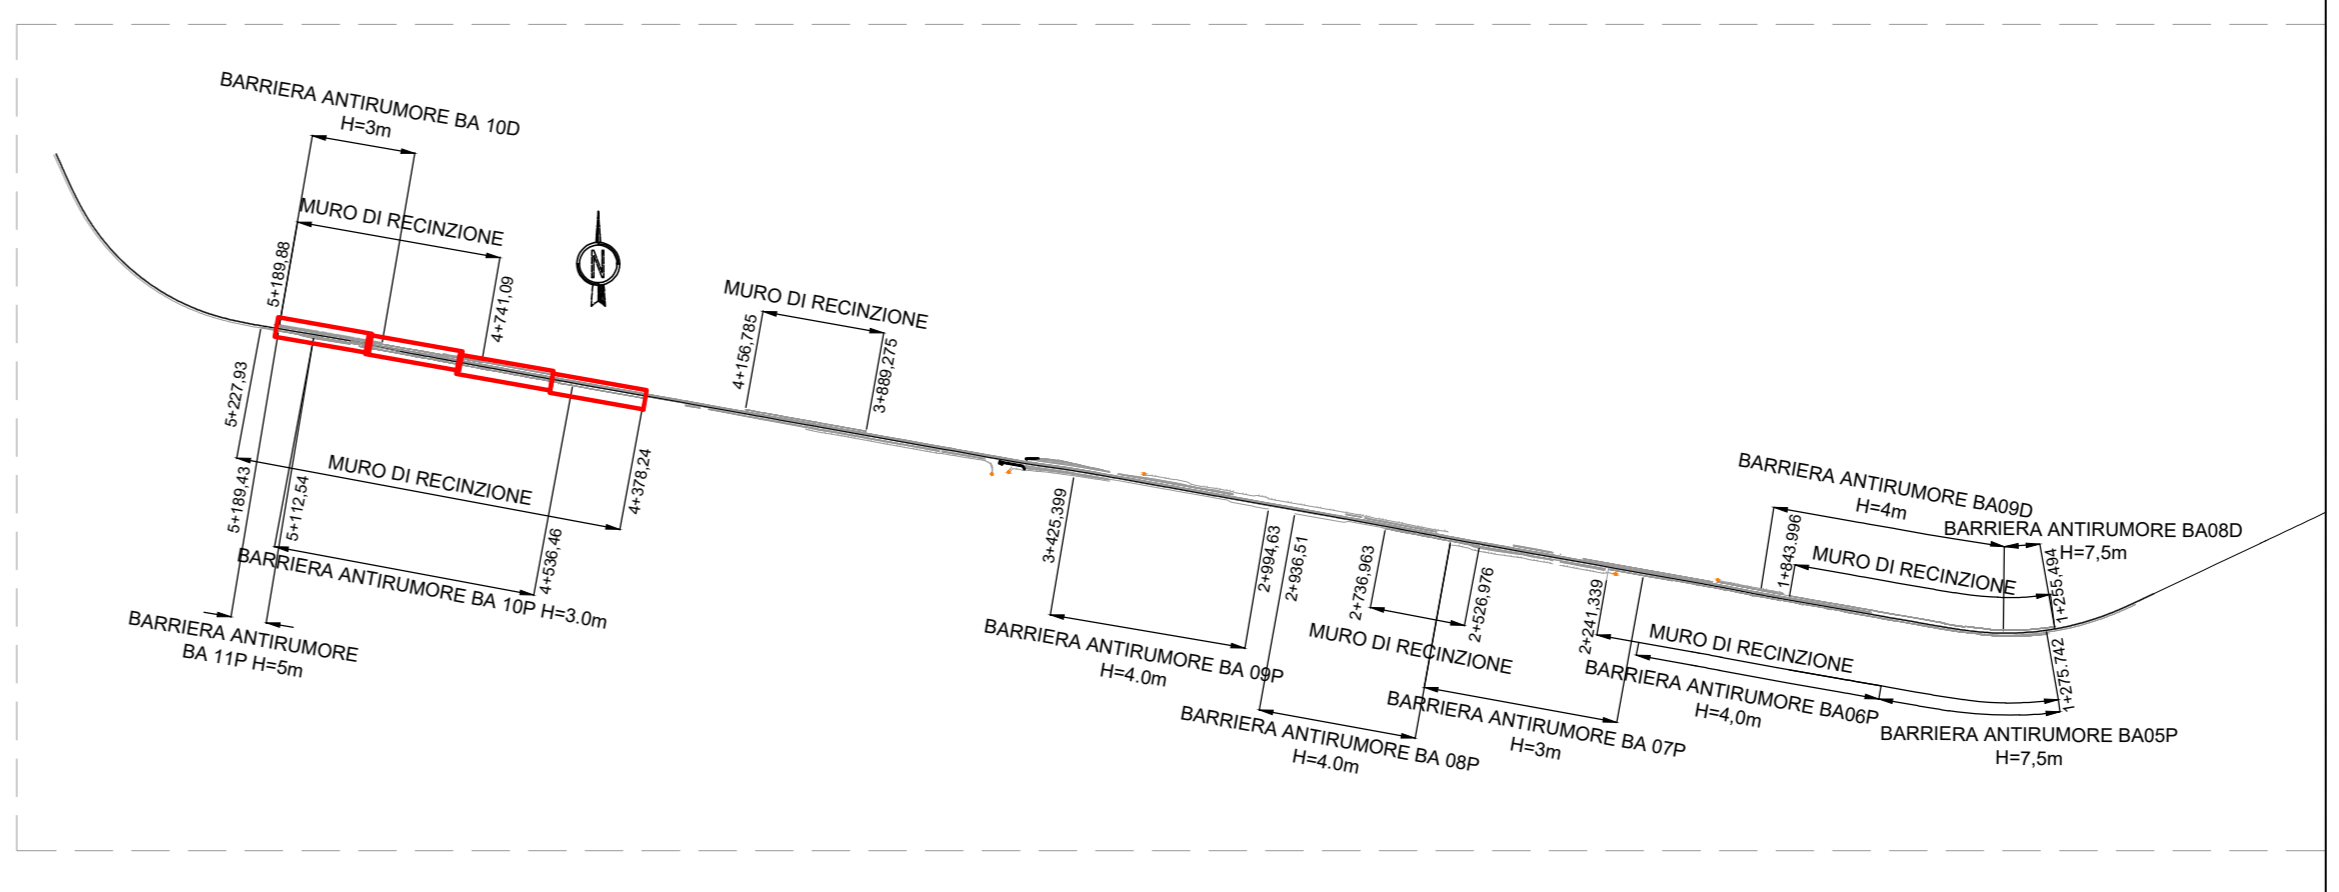 BARRIERA ANTIRUMORE BA 10D
H=3m
MURO DI RECINZIONE
5+189,88
4+741,09
N
MURO DI RECINZIONE
4+156,785
3+889,275
5+227,93
5+189,43
5+112,54
MURO DI RECINZIONE
4+378,24
4+536,46
BARRIERA ANTIRUMORE BA 10P H=3.0m
BARRIERA ANTIRUMORE
BA 11P H=5m
3+425,399
2+994,63
BARRIERA ANTIRUMORE BA 09P
H=4.0m
2+936,51
BARRIERA ANTIRUMORE BA 08P
H=4.0m
2+736,963
2+526,976
MURO DI RECINZIONE
BARRIERA ANTIRUMORE BA 07P
H=3m
2+241,339
MURO DI RECINZIONE
BARRIERA ANTIRUMORE BA06P
H=4,0m
BARRIERA ANTIRUMORE BA05P
H=7,5m
1+275.742
BARRIERA ANTIRUMORE BA09D
H=4m
BARRIERA ANTIRUMORE BA08D
H=7,5m
1+843.996
MURO DI RECINZIONE
1+255,494